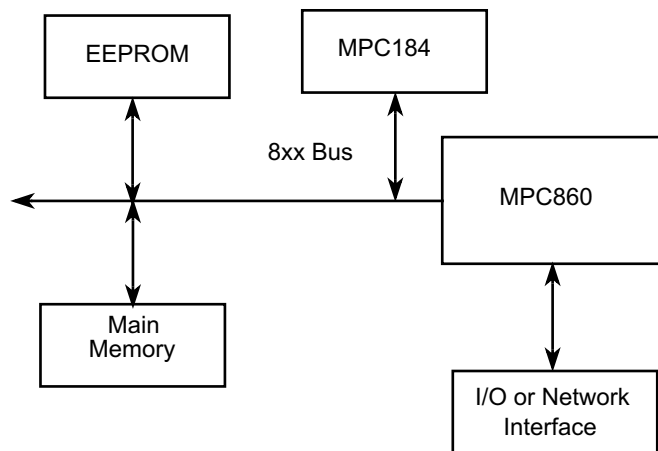 EEPROM
MPC184
8xx Bus
MPC860
Main
Memory
I/O or Network
Interface